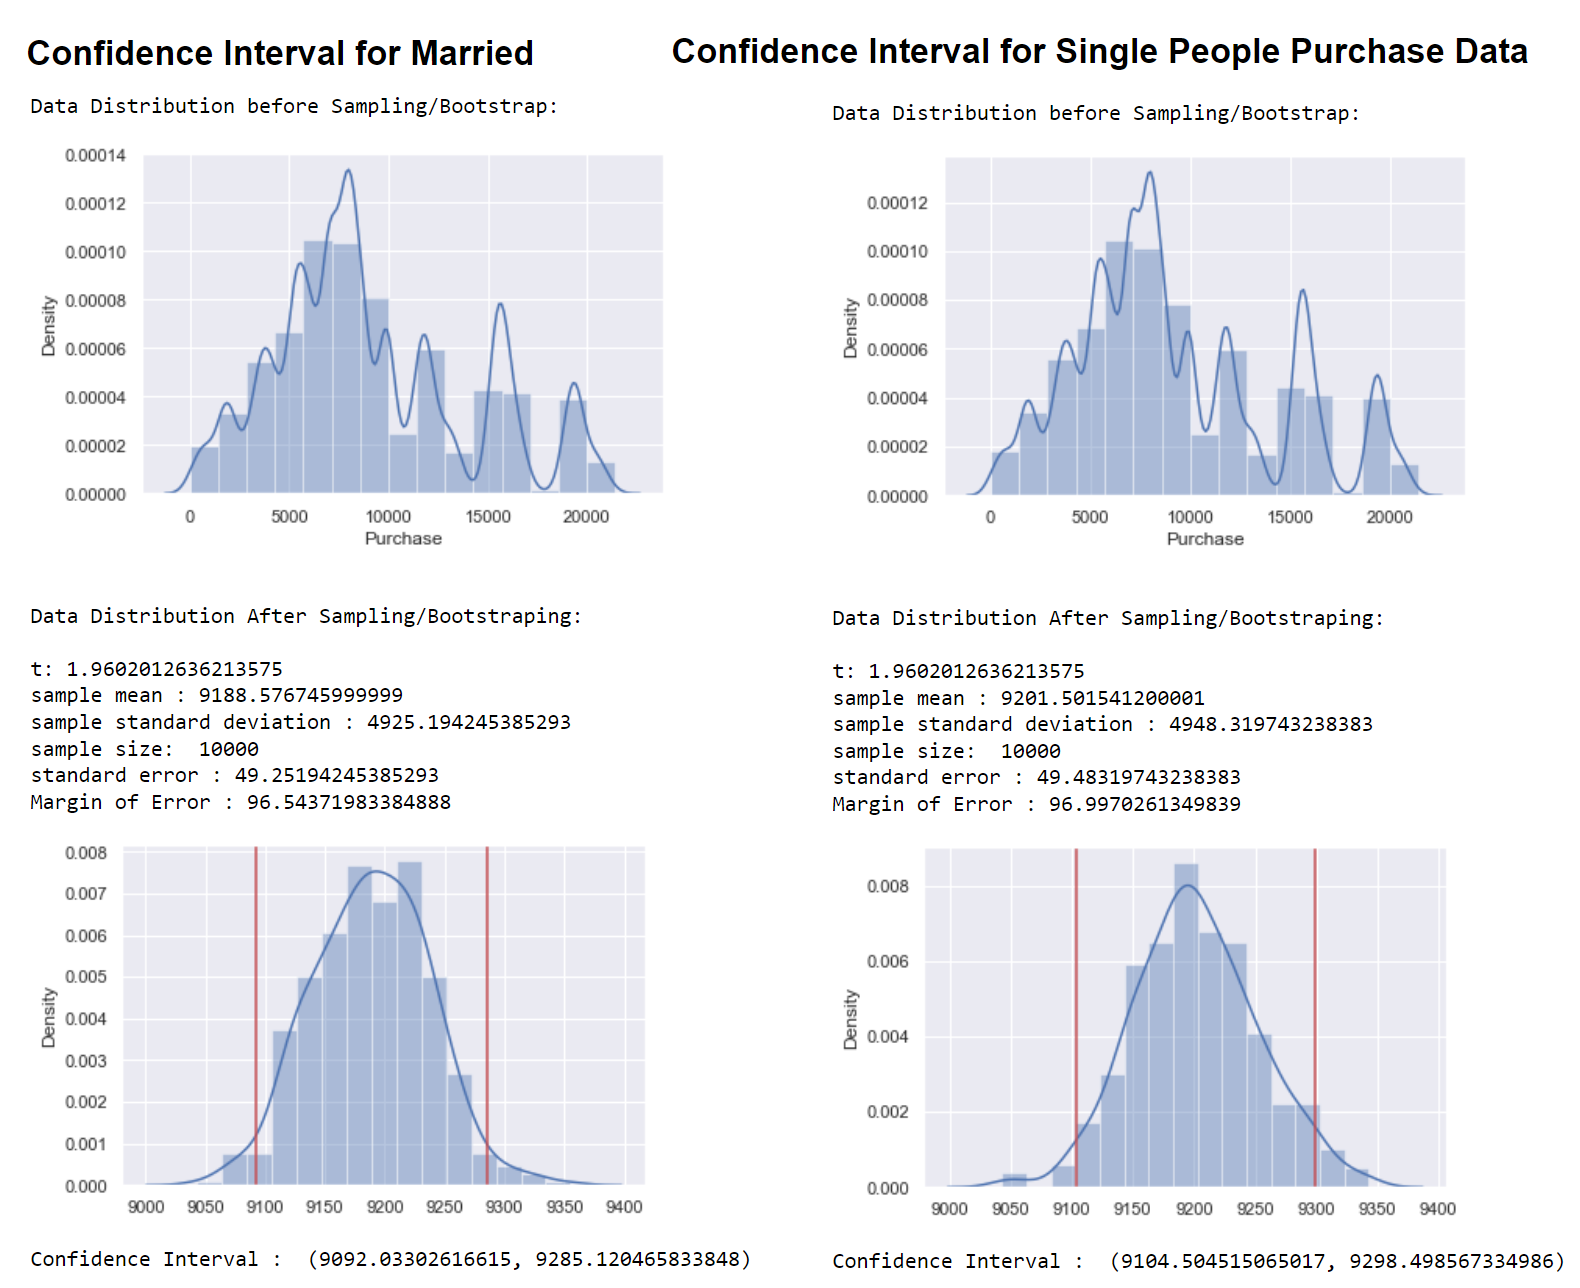 Confidence Interval for Married
Data Distribution before Sampling/Bootstrap:
0.00014
0.00012
0.00010
0.00008
0.00006
0.00004
0.00002
0.00000
Density
0
5000
10000
15000
20000
Purchase
Data Distribution After Sampling/Bootstraping:
t: 1.9602012636213575
sample mean : 9188.576745999999
sample standard deviation : 4925.194245385293
sample size:  10000
standard error : 49.25194245385293
Margin of Error : 96.54371983384888
0.008
0.007
0.006
0.005
0.004
0.003
0.002
0.001
0.000
Density
9000
9050
9100
9150
9200
9250
9300
9350
9400
Confidence Interval :  (9092.03302616615, 9285.120465833848)
Confidence Interval for Single People Purchase Data
Data Distribution before Sampling/Bootstrap:
0.00012
0.00010
0.00008
0.00006
0.00004
0.00002
0.00000
Density
0
5000
10000
15000
20000
Purchase
Data Distribution After Sampling/Bootstraping:
t: 1.9602012636213575
sample mean : 9201.501541200001
sample standard deviation : 4948.319743238383
sample size:  10000
standard error : 49.48319743238383
Margin of Error : 96.9970261349839
0.008
0.006
0.004
0.002
0.000
Density
9000
9050
9100
9150
9200
9250
9300
9350
9400
Confidence Interval :  (9104.504515065017, 9298.498567334986)